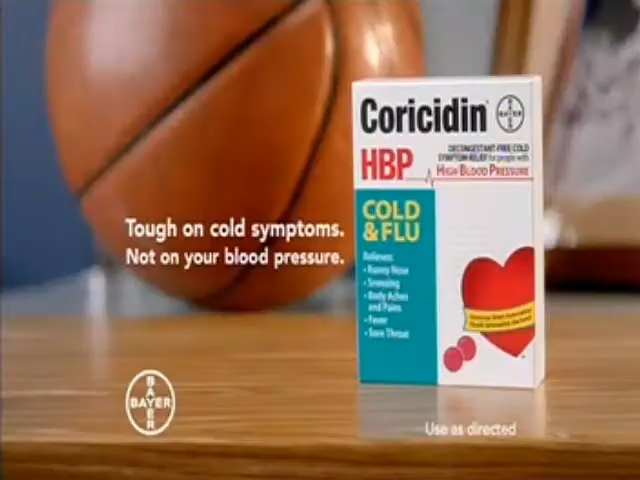 Coricidin
BAYER
BAYER
DECONGESTANT-FREE COLD
SYMPTOM RELIEF for people with
HBP
HIGH BLOOD PRESSURE
COLD
& FLU
Relieves:
• Runny Nose
• Sneezing
• Body Aches
and Pains
• Fever
• Sore Throat
Tough on cold symptoms.
Not on your blood pressure.
BAYER
BAYER
Use as directed